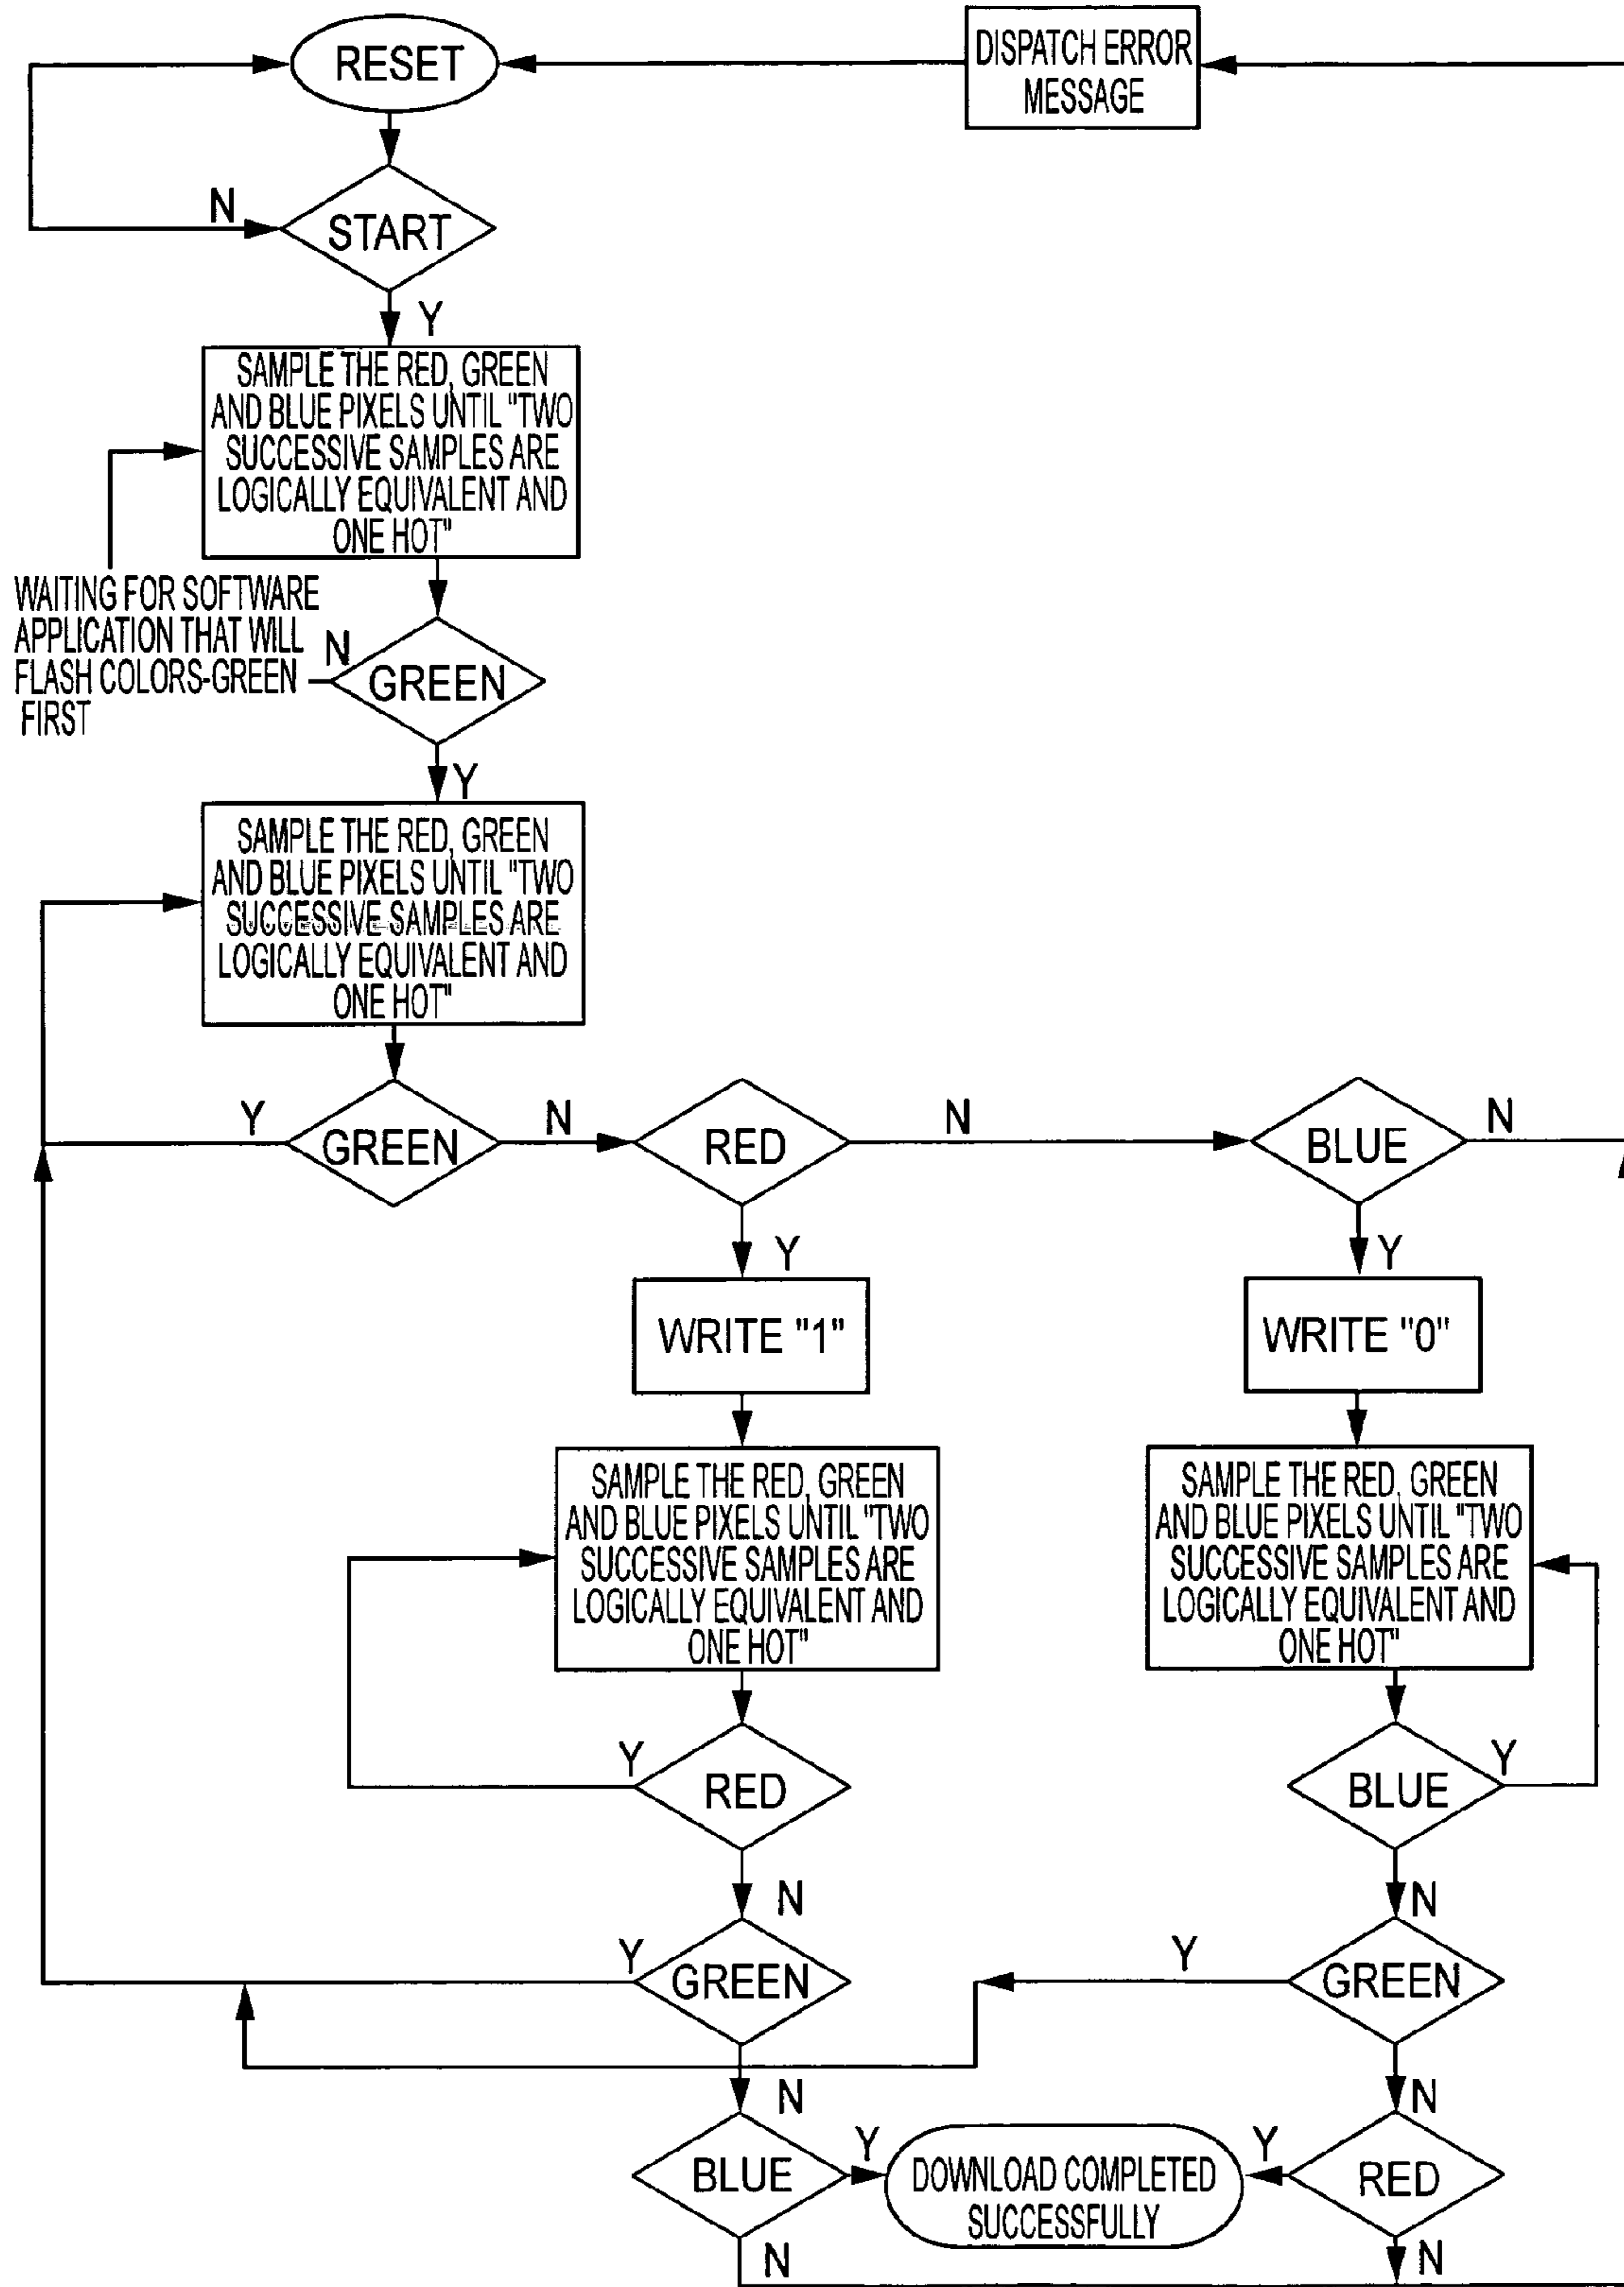 RESET
DISPATCH ERROR
MESSAGE
N
START
Y
SAMPLE THE RED, GREEN
AND BLUE PIXELS UNTIL "TWO
SUCCESSIVE SAMPLES ARE
LOGICALLY EQUIVALENT AND
ONE HOT"
WAITING FOR SOFTWARE
APPLICATION THAT WILL
FLASH COLORS-GREEN
FIRST
N
GREEN
Y
SAMPLE THE RED, GREEN
AND BLUE PIXELS UNTIL "TWO
SUCCESSIVE SAMPLES ARE
LOGICALLY EQUIVALENT AND
ONE HOT"
Y
GREEN
N
RED
N
BLUE
N
Y
Y
WRITE "1"
WRITE "0"
SAMPLE THE RED, GREEN
AND BLUE PIXELS UNTIL "TWO
SUCCESSIVE SAMPLES ARE
LOGICALLY EQUIVALENT AND
ONE HOT"
SAMPLE THE RED, GREEN
AND BLUE PIXELS UNTIL "TWO
SUCCESSIVE SAMPLES ARE
LOGICALLY EQUIVALENT AND
ONE HOT"
Y
RED
BLUE
Y
N
N
Y
GREEN
Y
GREEN
N
N
BLUE
Y
DOWNLOAD COMPLETED
SUCCESSFULLY
Y
RED
N
N